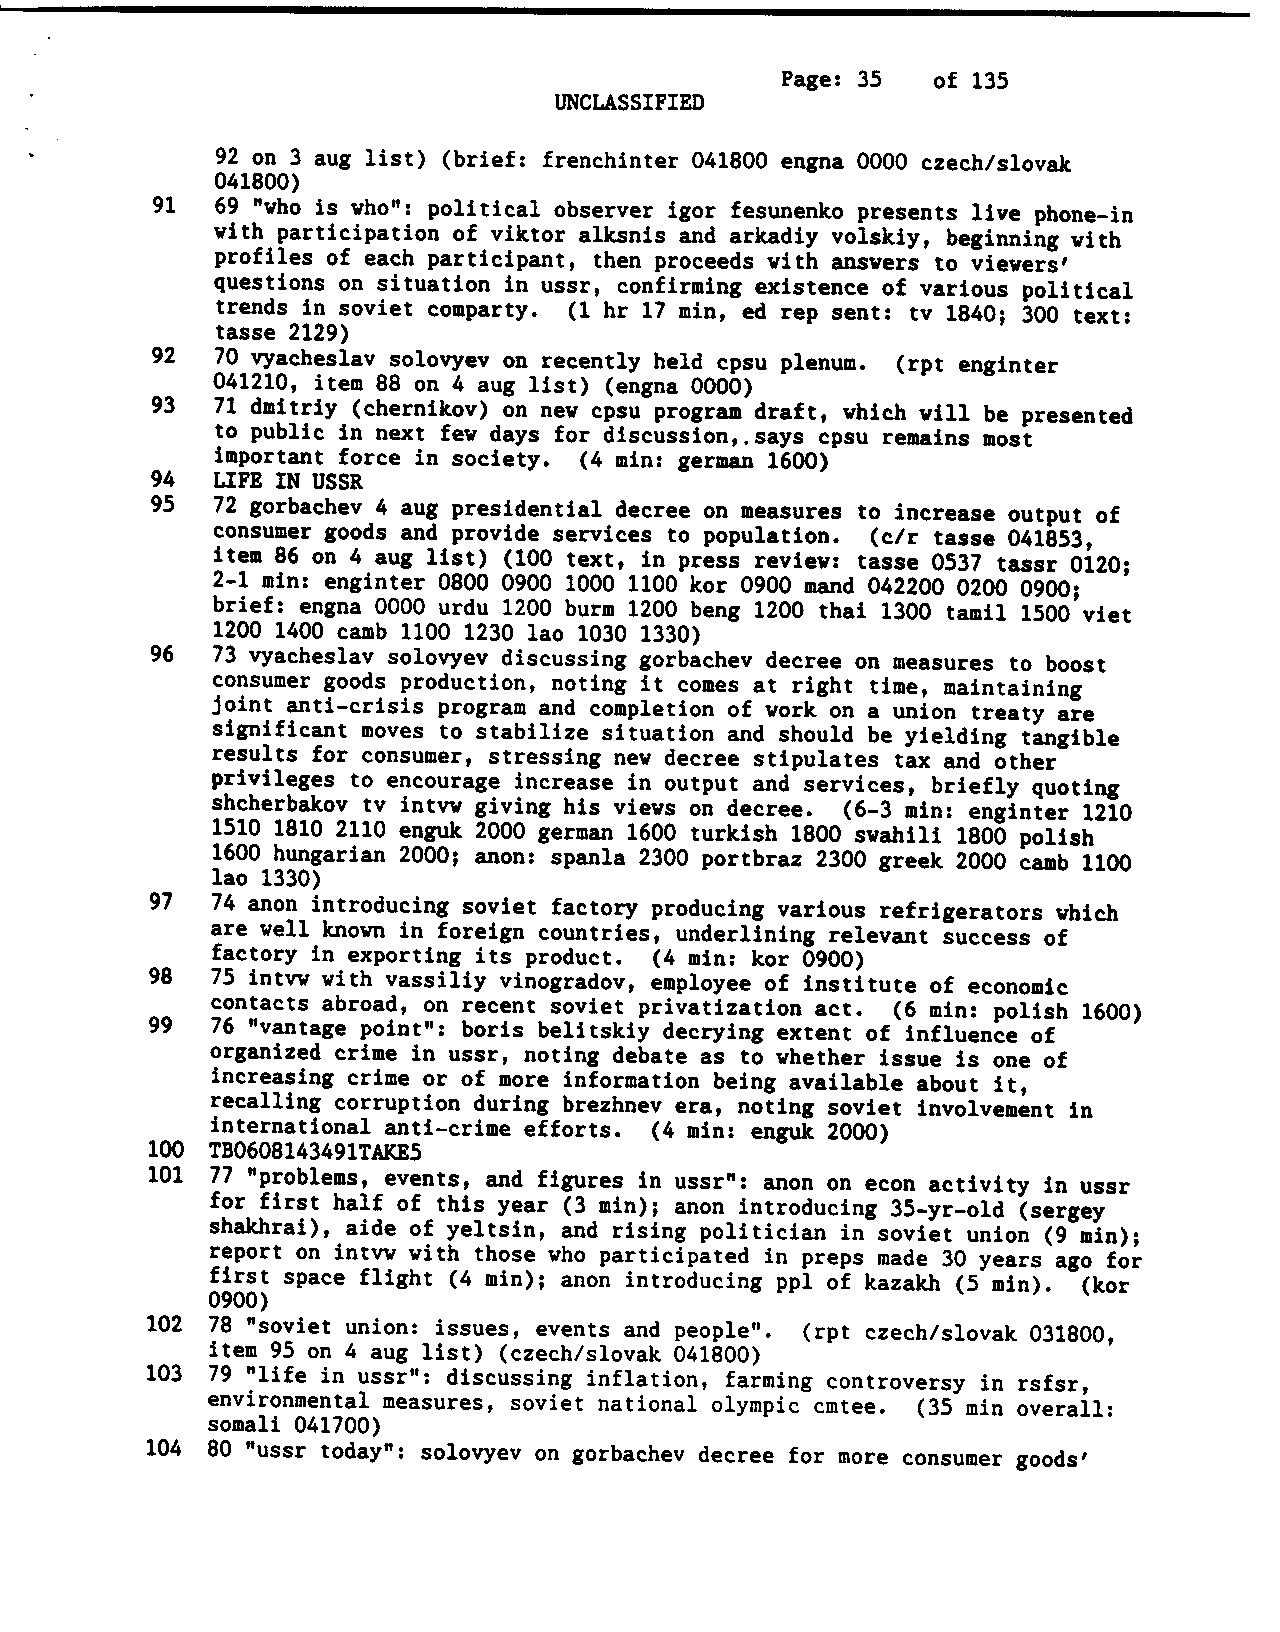 Page: 35 of 135
UNCLASSIFIED
92 on 3 aug list) (brief: frenchinter 041800 engna 0000 czech/slovak
041800)
91 69 "who is who": political observer igor fesunenko presents live phone-in
with participation of viktor alksnis and arkadiy volskiy, beginning with
profiles of each participant, then proceeds with answers to viewers'
questions on situation in ussr, confirming existence of various political
trends in soviet comparty. (1 hr 17 min, ed rep sent: tv 1840; 300 text:
tasse 2129)
92 70 vyacheslav solovyev on recently held cpsu plenum. (rpt enginter
041210, item 88 on 4 aug list) (engna 0000)
93 71 dmitriy (chernikov) on new cpsu program draft, which will be presented
to public in next few days for discussion,.says cpsu remains most
important force in society. (4 min: german 1600)
94 LIFE IN USSR
95 72 gorbachev 4 aug presidential decree on measures to increase output of
consumer goods and provide services to population. (c/r tasse 041853,
item 86 on 4 aug list) (100 text, in press review: tasse 0537 tassr 0120;
2-1 min: enginter 0800 0900 1000 1100 kor 0900 mand 042200 0200 0900;
brief: engna 0000 urdu 1200 burm 1200 beng 1200 thai 1300 tamil 1500 viet
1200 1400 camb 1100 1230 lao 1030 1330)
96 73 vyacheslav solovyev discussing gorbachev decree on measures to boost
consumer goods production, noting it comes at right time, maintaining
joint anti-crisis program and completion of work on a union treaty are
significant moves to stabilize situation and should be yielding tangible
results for consumer, stressing new decree stipulates tax and other
privileges to encourage increase in output and services, briefly quoting
shcherbakov tv intvw giving his views on decree. (6-3 min: enginter 1210
1510 1810 2110 enguk 2000 german 1600 turkish 1800 swahili 1800 polish
1600 hungarian 2000; anon: spanla 2300 portbraz 2300 greek 2000 camb 1100
lao 1330)
97 74 anon introducing soviet factory producing various refrigerators which
are well known in foreign countries, underlining relevant success of
factory in exporting its product. (4 min: kor 0900)
98 75 intvw with vassiliy vinogradov, employee of institute of economic
contacts abroad, on recent soviet privatization act. (6 min: polish 1600)
99 76 "vantage point": boris belitskiy decrying extent of influence of
organized crime in ussr, noting debate as to whether issue is one of
increasing crime or of more information being available about it,
recalling corruption during brezhnev era, noting soviet involvement in
international anti-crime efforts. (4 min: enguk 2000)
100 TB0608143491TAKE5
101 77 "problems, events, and figures in ussr": anon on econ activity in ussr
for first half of this year (3 min); anon introducing 35-yr-old (sergey
shakhrai), aide of yeltsin, and rising politician in soviet union (9 min);
report on intvw with those who participated in preps made 30 years ago for
first space flight (4 min); anon introducing ppl of kazakh (5 min). (kor
0900)
102 78 "soviet union: issues, events and people". (rpt czech/slovak 031800,
item 95 on 4 aug list) (czech/slovak 041800)
103 79 "life in ussr": discussing inflation, farming controversy in rsfsr,
environmental measures, soviet national olympic cmtee. (35 min overall:
somali 041700)
104 80 "ussr today": solovyev on gorbachev decree for more consumer goods'